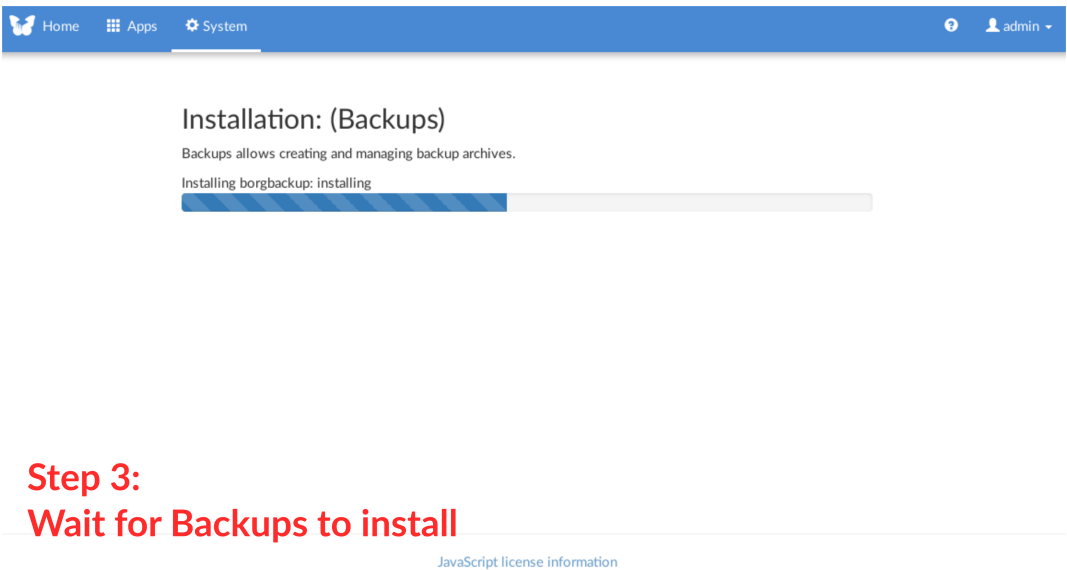 Home Apps System admin
Installation: (Backups)
Backups allows creating and managing backup archives.
Installing borgbackup: installing
Step 3:
Wait for Backups to install
JavaScript license information